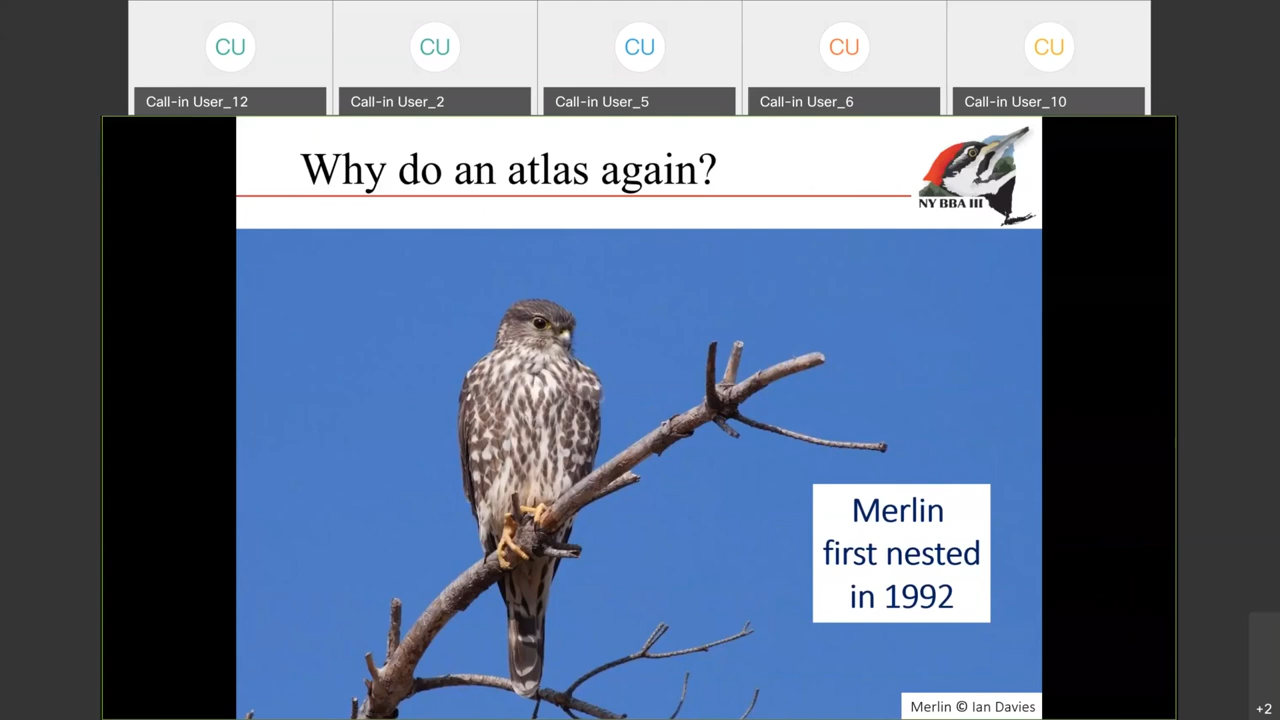 CU
CU
CU
CU
CU
Call-in User_12
Call-in User_2
Call-in User_5
Call-in User_6
Call-in User_10
Why do an atlas again?
NY BBA III
Merlin
first nested
in 1992
Merlin © Ian Davies
+2